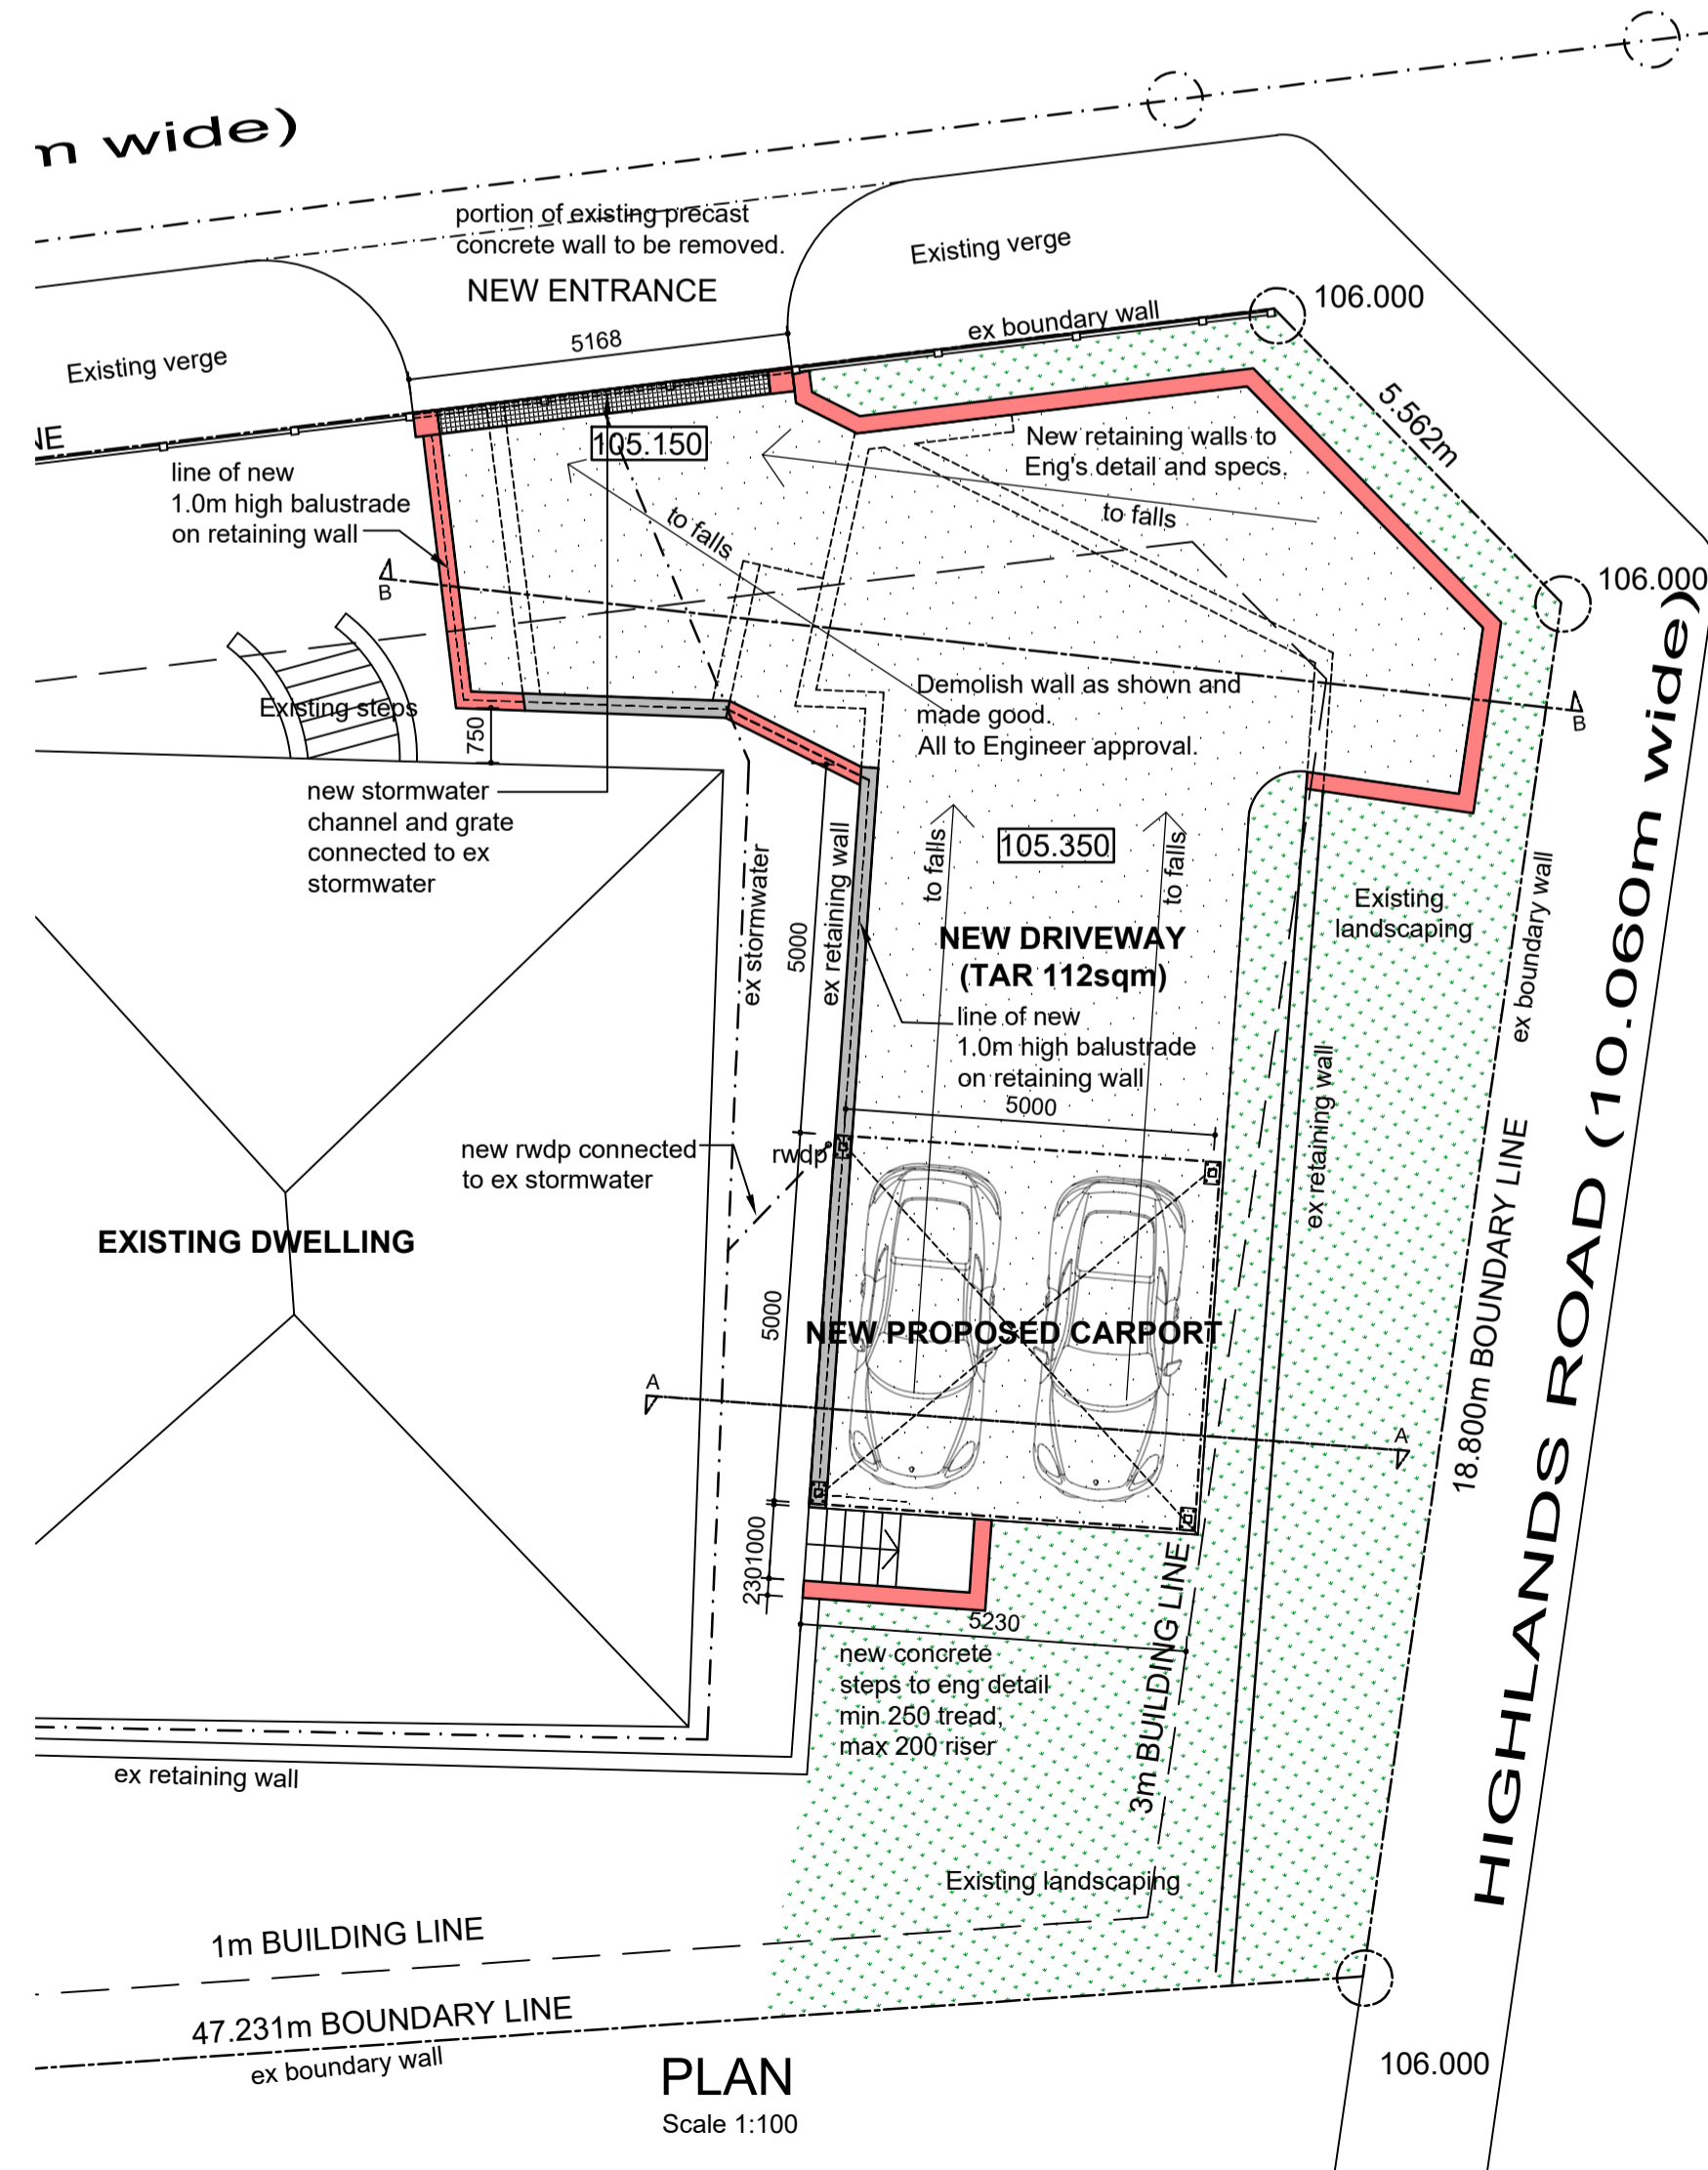 m wide)
portion of existing precast
concrete wall to be removed.
NEW ENTRANCE
Existing verge
106.000
ex boundary wall
5168
Existing verge
5.562m
NE
105.150
New retaining walls to
Eng's detail and specs.
line of new
1.0m high balustrade
on retaining wall
to falls
to falls
B
106.000
Existing steps
750
Demolish wall as shown and
made good.
All to Engineer approval.
B
new stormwater
channel and grate
connected to ex
stormwater
ex stormwater
5000
ex retaining wall
to falls
105.350
to falls
Existing
landscaping
ex boundary wall
NEW DRIVEWAY
(TAR 112sqm)
line of new
1.0m high balustrade
on retaining wall
5000
ex retaining wall
new rwdp connected
to ex stormwater
rwdp
EXISTING DWELLING
5000
NEW PROPOSED CARPORT
18.800m BOUNDARY LINE
HIGHLANDS ROAD (10.060m wide)
A
A
1000
230
5230
new concrete
steps to eng detail
min 250 tread,
max 200 riser
3m BUILDING LINE
ex retaining wall
Existing landscaping
1m BUILDING LINE
47.231m BOUNDARY LINE
ex boundary wall
106.000
PLAN
Scale 1:100